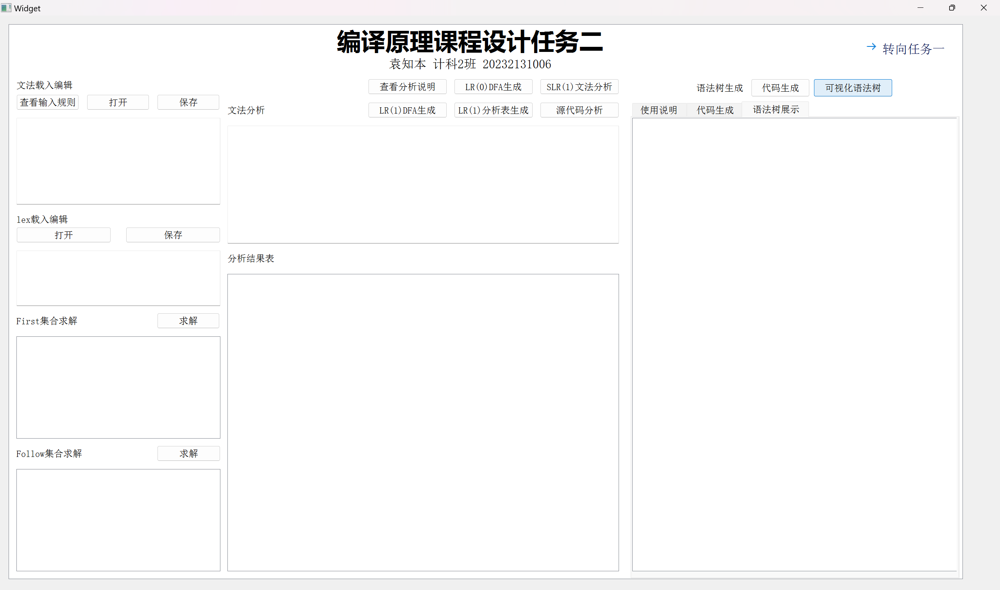 Widget
编译原理课程设计任务二
转向任务一
袁知本 计科2班 20232131006
文法载入编辑
查看输入规则 打开 保存
lex载入编辑
打开 保存
First集合求解 求解
Follow集合求解 求解
查看分析说明 LR(0)DFA生成 SLR(1)文法分析
文法分析 LR(1)DFA生成 LR(1)分析表生成 源代码分析
分析结果表
语法树生成 代码生成 可视化语法树
使用说明 代码生成 语法树展示